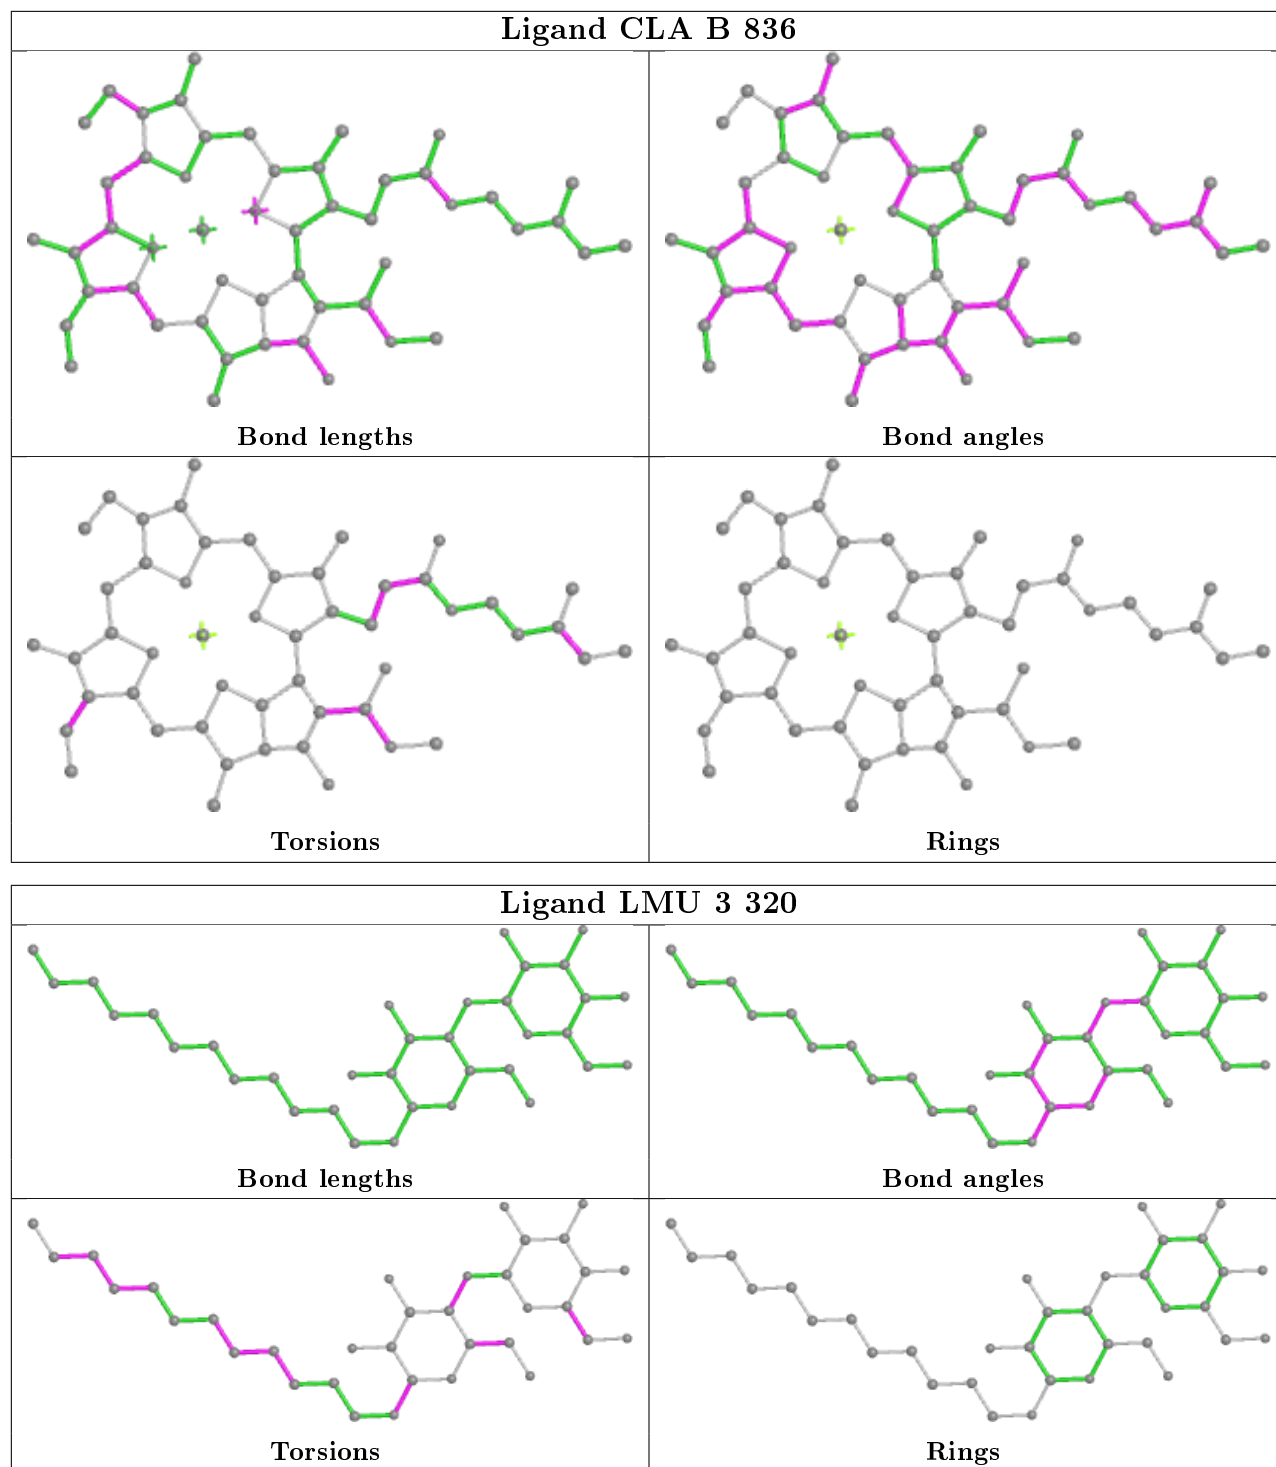 Ligand CLA B 836
Bond lengths
Bond angles
Torsions
Rings
Ligand LMU 3 320
Bond lengths
Bond angles
Torsions
Rings